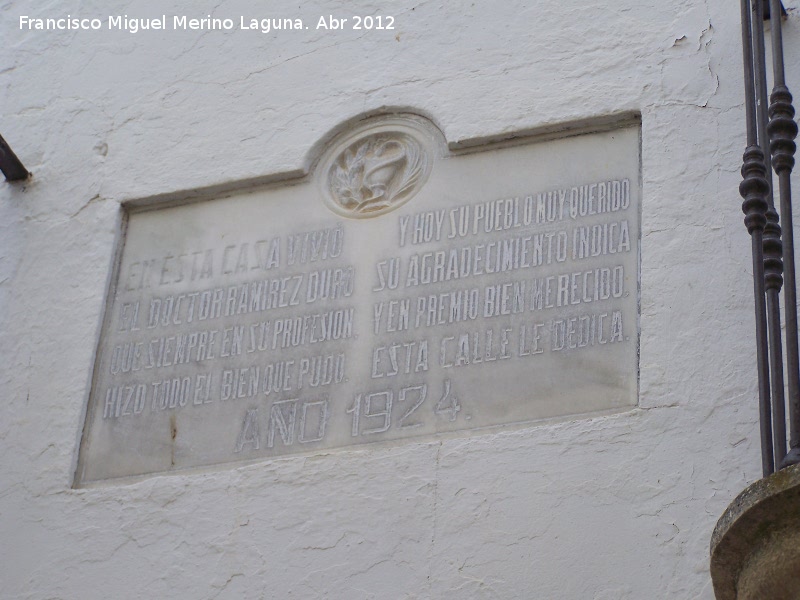 Francisco Miguel Merino Laguna. Abr 2012
EN ESTA CASA VIVIÓ
EL DOCTOR RAMIREZ DURO
QUE SIEMPRE EN SU PROFESION.
HIZO TODO EL BIEN QUE PUDO.
Y HOY SU PUEBLO MUY QUERIDO
SU AGRADECIMIENTO INDICA
Y EN PREMIO BIEN MERECIDO.
ESTA CALLE LE DEDICA.
AÑO 1924.